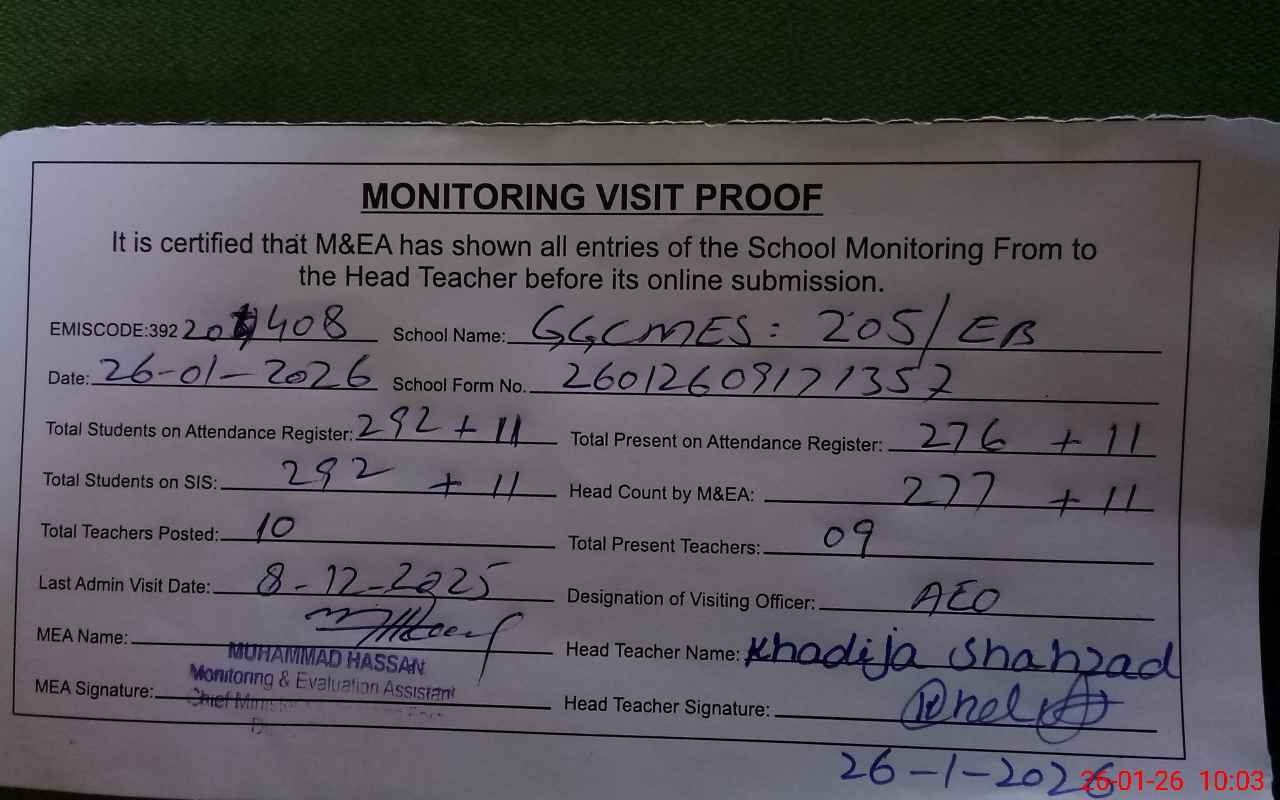 MONITORING VISIT PROOF
It is certified that M&EA has shown all entries of the School Monitoring From to
the Head Teacher before its online submission.
EMISCODE:392 201408 School Name: GGCMES: 205/EB
Date: 26-01-2026 School Form No. 26012609171357
Total Students on Attendance Register: 292 + 11 Total Present on Attendance Register: 276 + 11
Total Students on SIS: 292 + 11 Head Count by M&EA: 277 + 11
Total Teachers Posted: 10 Total Present Teachers: 09
Last Admin Visit Date: 8-12-2025 Designation of Visiting Officer: AEO
MEA Name: Head Teacher Name: Khadija Shahzad
MUHAMMAD HASSAN
Monitoring & Evaluation Assistant
MEA Signature: Head Teacher Signature:
Chief
26-1-2026
26-01-26 10:03